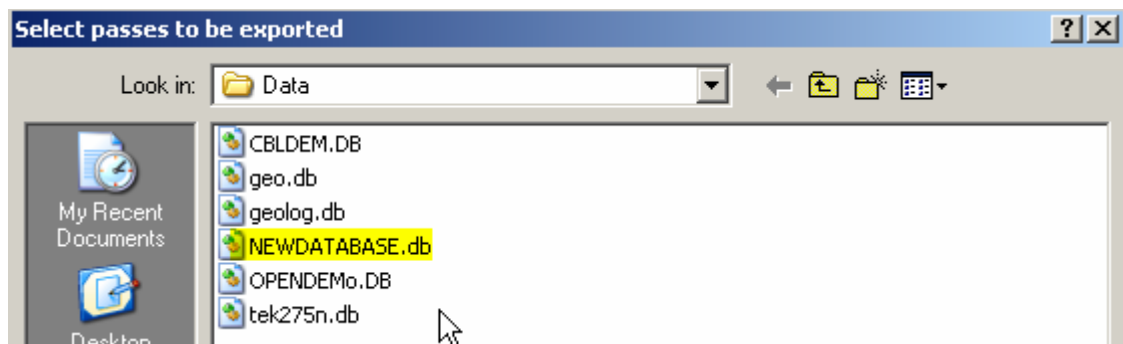 Select passes to be exported
Look in: Data
CBLDEM.DB
geo.db
geolog.db
NEWDATABASE.db
OPENDEMo.DB
tek275n.db
My Recent
Documents
Desktop